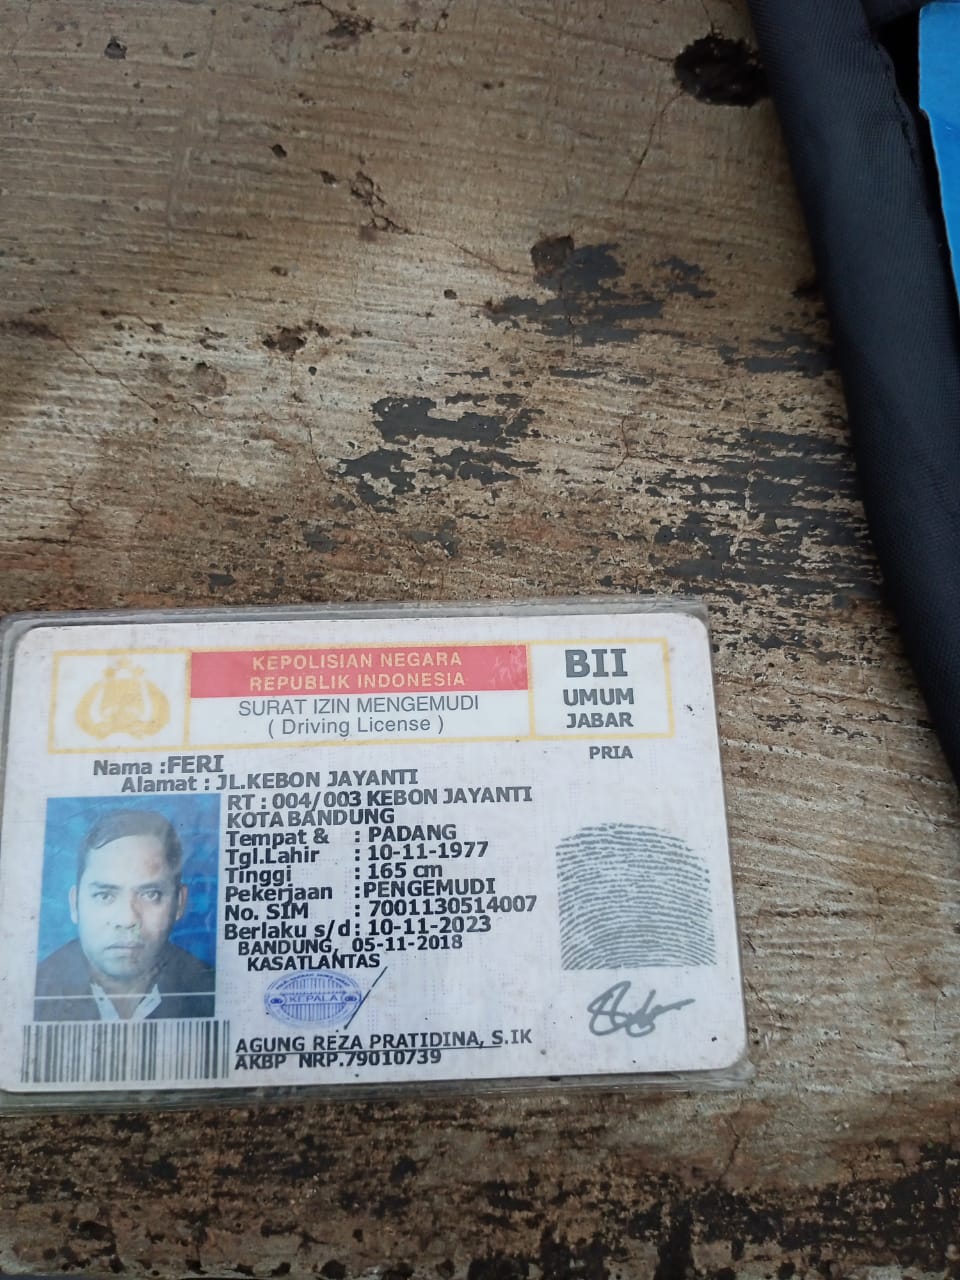 KEPOLISIAN NEGARA
REPUBLIK INDONESIA
SURAT IZIN MENGEMUDI
( Driving License )
BII
UMUM
JABAR
PRIA
Nama :FERI
Alamat : JL.KEBON JAYANTI
RT : 004/003 KEBON JAYANTI
KOTA BANDUNG
Tempat & : PADANG
Tgl.Lahir : 10-11-1977
Tinggi : 165 cm
Pekerjaan :PENGEMUDI
No. SIM : 7001130514007
Berlaku s/d : 10-11-2023
BANDUNG, 05-11-2018
KASATLANTAS
KEPALA
AGUNG REZA PRATIDINA, S.IK
AKBP NRP.79010739